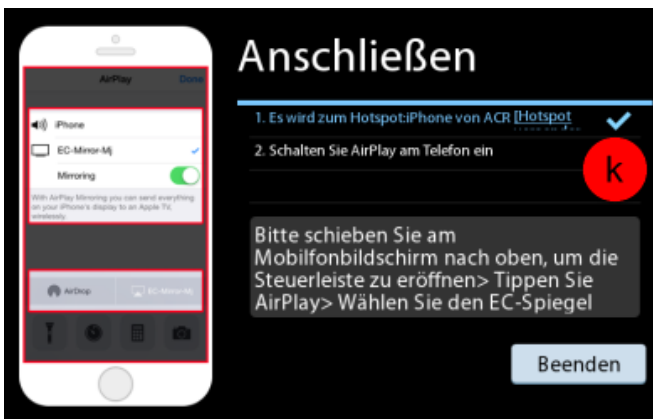 AirPlay Done
iPhone
EC-Mirror-Mj
Mirroring
With AirPlay Mirroring you can send everything
on your iPhone's display to an Apple TV,
wirelessly.
AirDrop EC-Mirror-Mj
Anschließen
1. Es wird zum Hotspot:iPhone von ACR [Hotspot
2. Schalten Sie AirPlay am Telefon ein
k
Bitte schieben Sie am
Mobilfonbildschirm nach oben, um die
Steuerleiste zu eröffnen> Tippen Sie
AirPlay> Wählen Sie den EC-Spiegel
Beenden